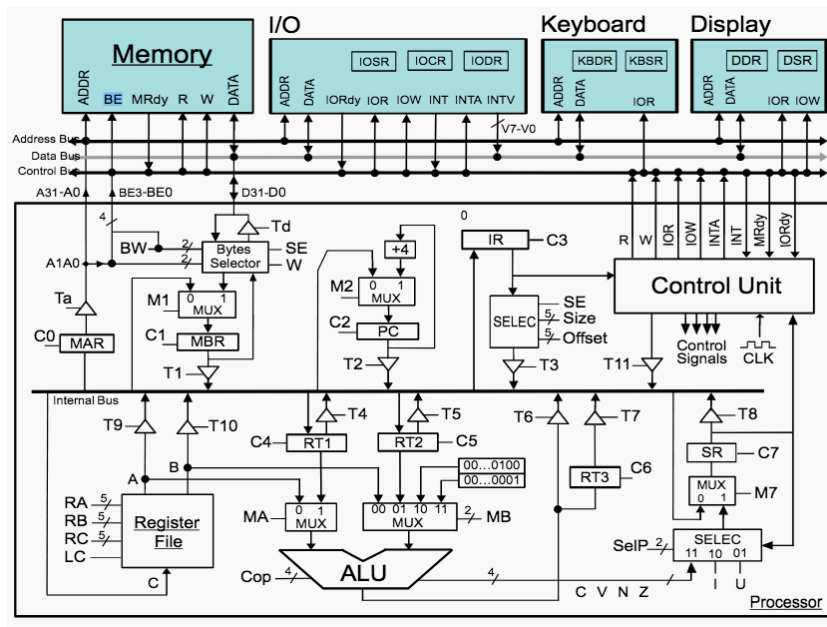 I/O Keyboard Display
Memory
IOSR IOCR IODR KBDR KBSR DDR DSR
ADDR BE MRdy R W DATA ADDR DATA IORdy IOR IOW INT INTA INTV ADDR DATA IOR ADDR DATA IOR IOW
V7-V0
Address Bus
Data Bus
Control Bus
A31-A0 BE3-BE0 D31-D0
4 Td 0 R W IOR IOW INTA INT MRdy IORdy
BW 2 Bytes Selector SE +4 IR C3
A1A0 2 W
Ta M1 0 1 MUX M2 0 1 MUX SELEC SE Control Unit
5 Size
C0 MAR C1 MBR C2 PC 5 Offset Control Signals CLK
T1 T2 T3 T11
Internal Bus
T9 T10 T4 T5 T6 T7 T8
C4 RT1 RT2 C5 SR C7
A B 00...0100 RT3 C6
00...0001
RA 5 MUX 0 1 M7
RB 5 Register File MA 0 1 MUX 00 01 10 11 MUX 2 MB
RC 5 SelP 2 SELEC
LC 11 10 01
C Cop 4 ALU 4 C V N Z I U
Processor